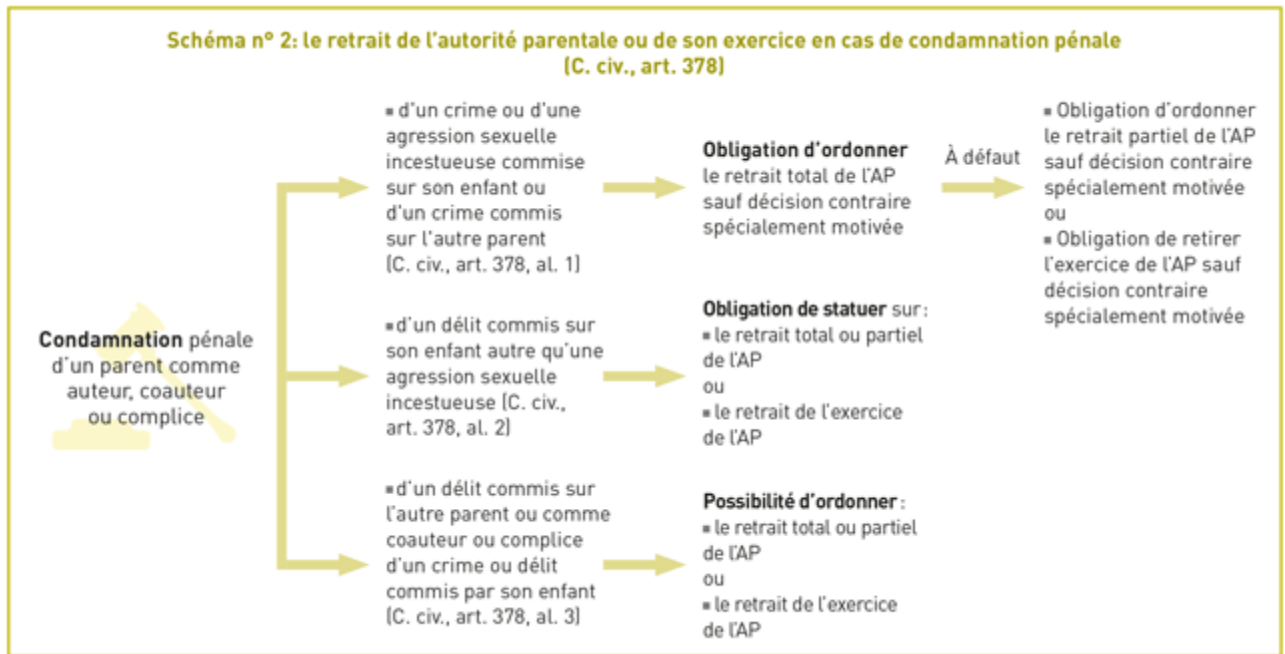 Schéma n° 2: le retrait de l'autorité parentale ou de son exercice en cas de condamnation pénale
(C. civ., art. 378)
Condamnation pénale
d'un parent comme
auteur, coauteur
ou complice
▪ d'un crime ou d'une
agression sexuelle
incestueuse commise
sur son enfant ou
d'un crime commis
sur l'autre parent
(C. civ., art. 378, al. 1)
Obligation d'ordonner
le retrait total de l'AP
sauf décision contraire
spécialement motivée
À défaut
▪ Obligation d'ordonner
le retrait partiel de l'AP
sauf décision contraire
spécialement motivée
ou
▪ Obligation de retirer
l'exercice de l'AP sauf
décision contraire
spécialement motivée
▪ d'un délit commis sur
son enfant autre qu'une
agression sexuelle
incestueuse (C. civ.,
art. 378, al. 2)
Obligation de statuer sur :
▪ le retrait total ou partiel
de l'AP
ou
▪ le retrait de l'exercice
de l'AP
▪ d'un délit commis sur
l'autre parent ou comme
coauteur ou complice
d'un crime ou délit
commis par son enfant
(C. civ., art. 378, al. 3)
Possibilité d'ordonner :
▪ le retrait total ou partiel
de l'AP
ou
▪ le retrait de l'exercice
de l'AP